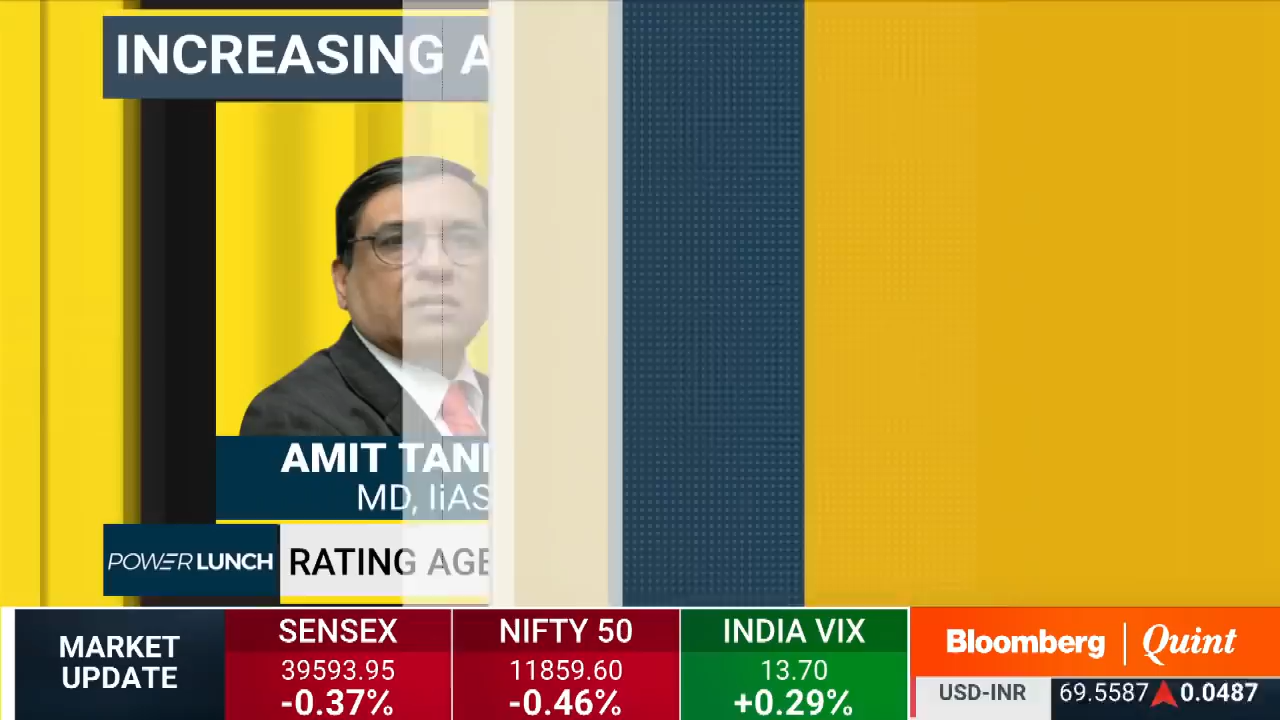 INCREASING A
AMIT TAN
MD, IiAS
POWER LUNCH
RATING AGE
MARKET
UPDATE
SENSEX
39593.95
-0.37%
NIFTY 50
11859.60
-0.46%
INDIA VIX
13.70
+0.29%
Bloomberg | Quint
USD-INR
69.5587 0.0487